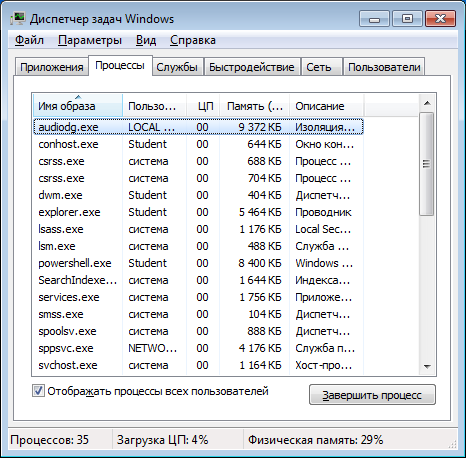 Диспетчер задач Windows
Файл Параметры Вид Справка
Приложения Процессы Службы Быстродействие Сеть Пользователи
Имя образа Пользо... ЦП Память (... Описание
audiodg.exe LOCAL ... 00 9 372 КБ Изоляция...
conhost.exe Student 00 644 КБ Окно кон...
csrss.exe система 00 688 КБ Процесс ...
csrss.exe система 00 704 КБ Процесс ...
dwm.exe Student 00 404 КБ Диспетч...
explorer.exe Student 00 5 464 КБ Проводник
lsass.exe система 00 1 176 КБ Local Sec...
lsm.exe система 00 488 КБ Служба ...
powershell.exe Student 00 8 400 КБ Windows ...
SearchIndexe... система 00 1 644 КБ Индекса...
services.exe система 00 1 756 КБ Приложе...
smss.exe система 00 104 КБ Диспетч...
spoolsv.exe система 00 888 КБ Диспетч...
sppsvc.exe NETWO... 00 4 176 КБ Служба п...
svchost.exe система 00 1 164 КБ Хост-про...
Отображать процессы всех пользователей Завершить процесс
Процессов: 35 Загрузка ЦП: 4% Физическая память: 29%